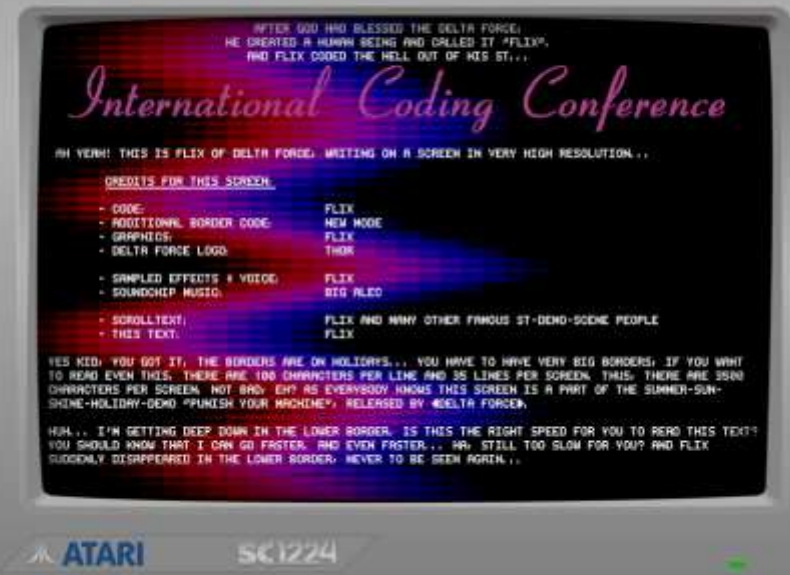 AFTER GOD HAD BLESSED THE DELTA FORCE,
HE CREATED A HUMAN BEING AND CALLED IT "FLIX".
AND FLIX CODED THE HELL OUT OF HIS ST...
International Coding Conference
AH YEAH! THIS IS FLIX OF DELTA FORCE, WRITING ON A SCREEN IN VERY HIGH RESOLUTION...
CREDITS FOR THIS SCREEN:
- CODE: FLIX
- ADDITIONAL BORDER CODE: NEW MODE
- GRAPHICS: FLIX
- DELTA FORCE LOGO: THOR
- SAMPLED EFFECTS + VOICE: FLIX
- SOUNDCHIP MUSIC: BIG ALEC
- SCROLLTEXT: FLIX AND MANY OTHER FAMOUS ST-DEMO-SCENE PEOPLE
- THIS TEXT: FLIX
YES KID, YOU GOT IT, THE BORDERS ARE ON HOLIDAYS... YOU HAVE TO HAVE VERY BIG BORDERS, IF YOU WANT
TO READ EVEN THIS. THERE ARE 100 CHARACTERS PER LINE AND 35 LINES PER SCREEN. THUS, THERE ARE 3500
CHARACTERS PER SCREEN. NOT BAD, EH? AS EVERYBODY KNOWS THIS SCREEN IS A PART OF THE SUMMER-SUN-
SHINE-HOLIDAY-DEMO "PUNISH YOUR MACHINE", RELEASED BY DELTA FORCE.
HUH... I'M GETTING DEEP DOWN IN THE LOWER BORDER. IS THIS THE RIGHT SPEED FOR YOU TO READ THIS TEXT?
YOU SHOULD KNOW THAT I CAN GO FASTER. AND EVEN FASTER... HA, STILL TOO SLOW FOR YOU? AND FLIX
SUDDENLY DISAPPEARED IN THE LOWER BORDER, NEVER TO BE SEEN AGAIN...
ATARI SC1224